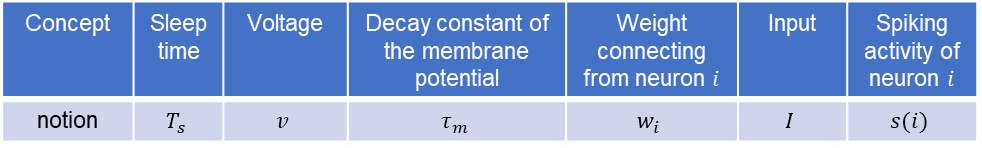 Concept
Sleep
time
Voltage
Decay constant of
the membrane
potential
Weight
connecting
from neuron i
Input
Spiking
activity of
neuron i
notion
T_s
v
τ_m
w_i
I
s(i)